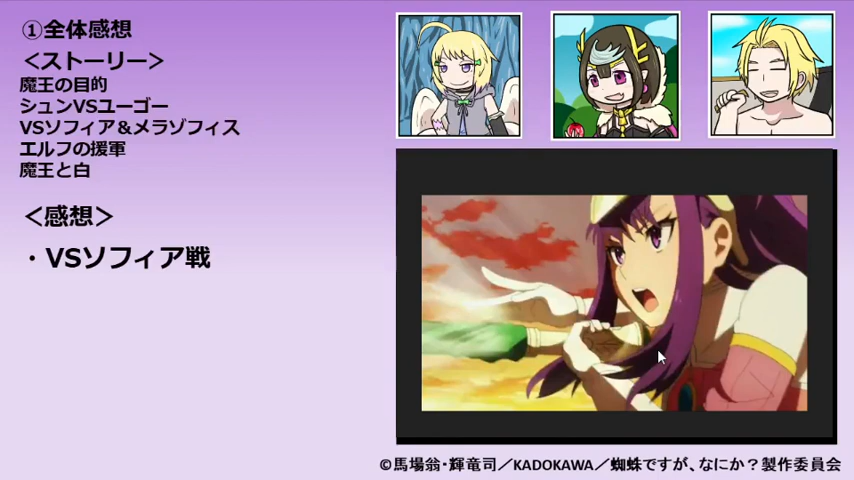 ①全体感想
＜ストーリー＞
魔王の目的
シュンVSユーゴー
VSソフィア＆メラゾフィス
エルフの援軍
魔王と白
＜感想＞
・VSソフィア戦
©馬場翁・輝竜司／KADOKAWA／蜘蛛ですが、なにか？製作委員会